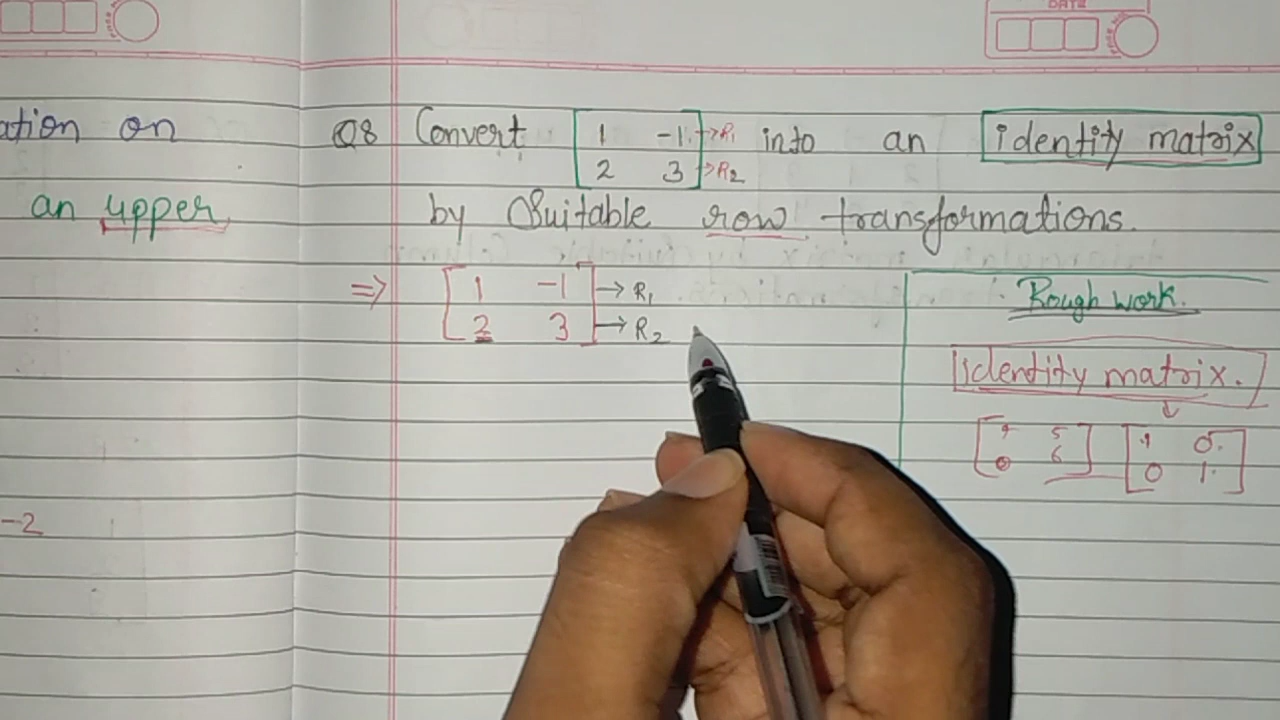 ation on
an upper
-2
Q8 Convert [ 1 -1 →R1 into an identity matrix
2 3 ] →R2
by Suitable row transformations.
⇒ [ 1 -1 → R1
2 3 ] → R2
Rough work.
identity matrix.
↓
1 0
0 1
DATE